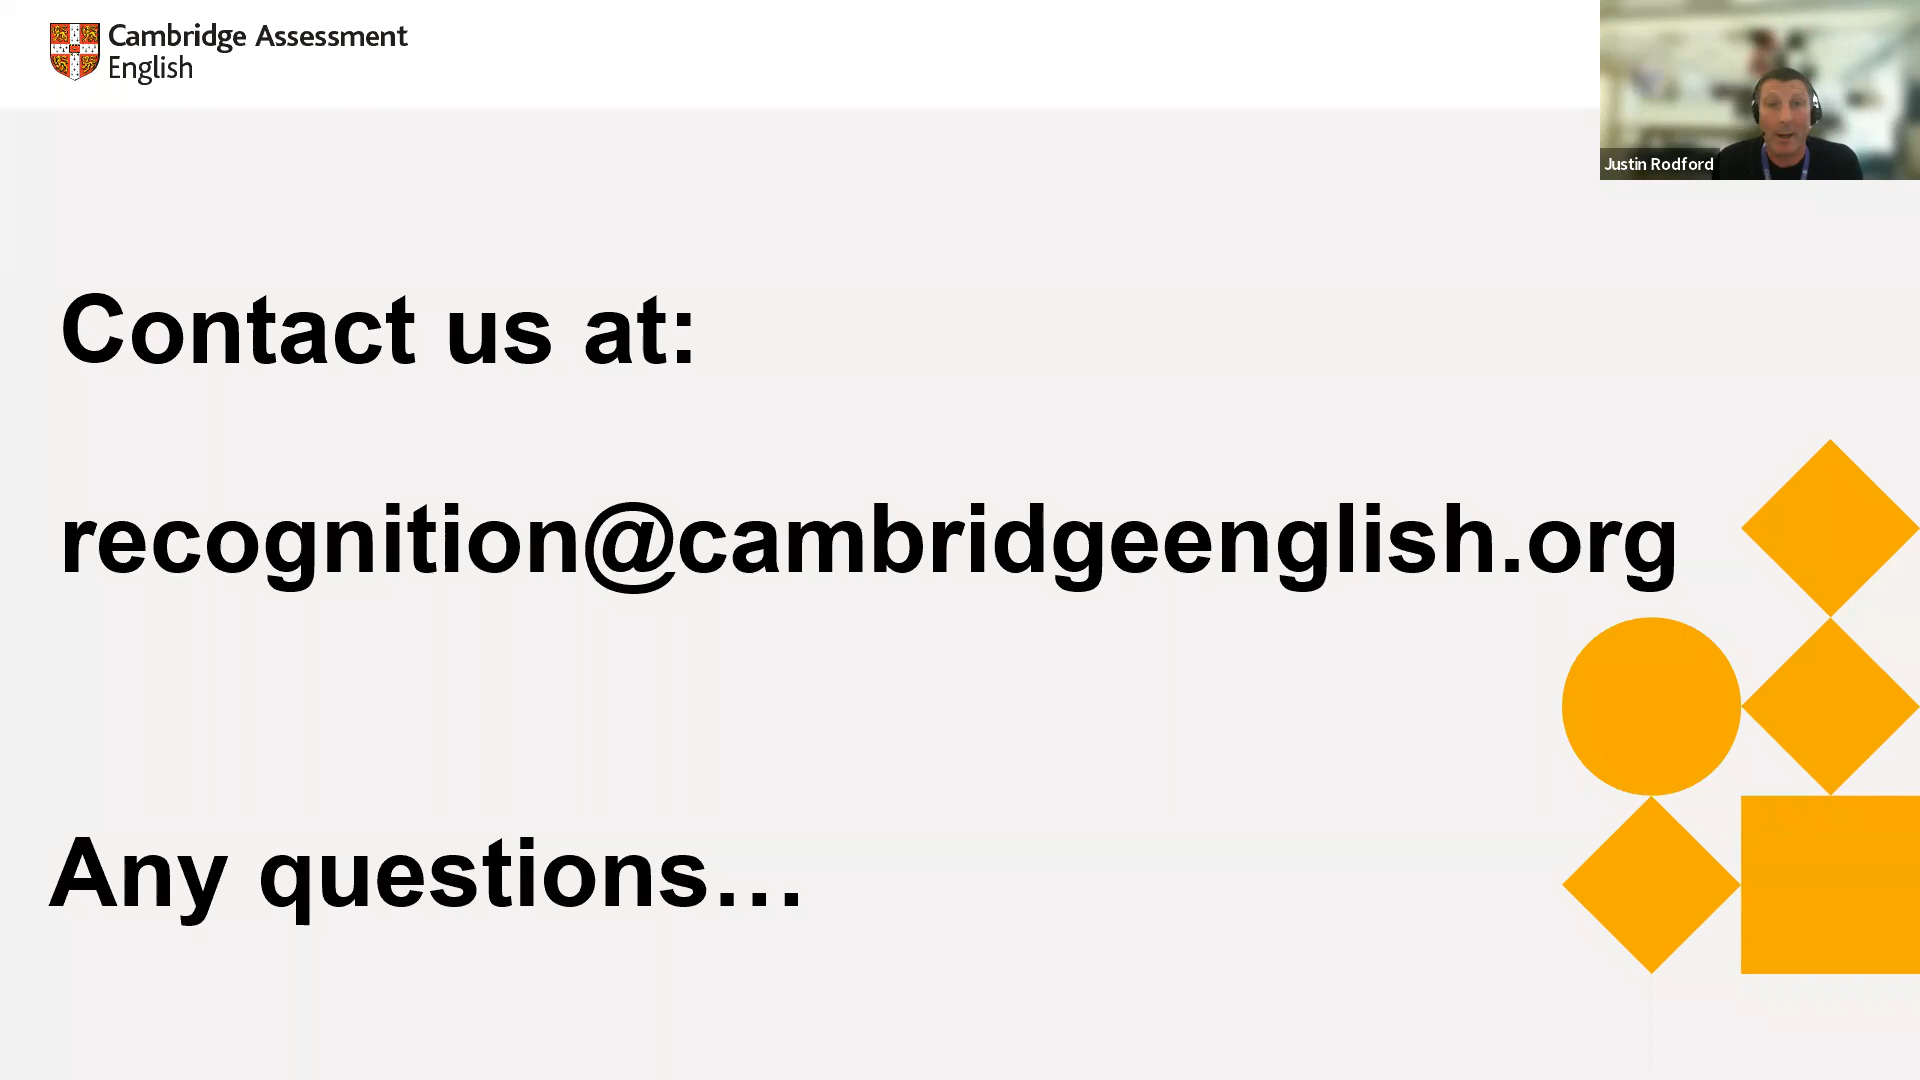 Cambridge Assessment
English
Justin Rodford
Contact us at:
recognition@cambridgeenglish.org
Any questions…